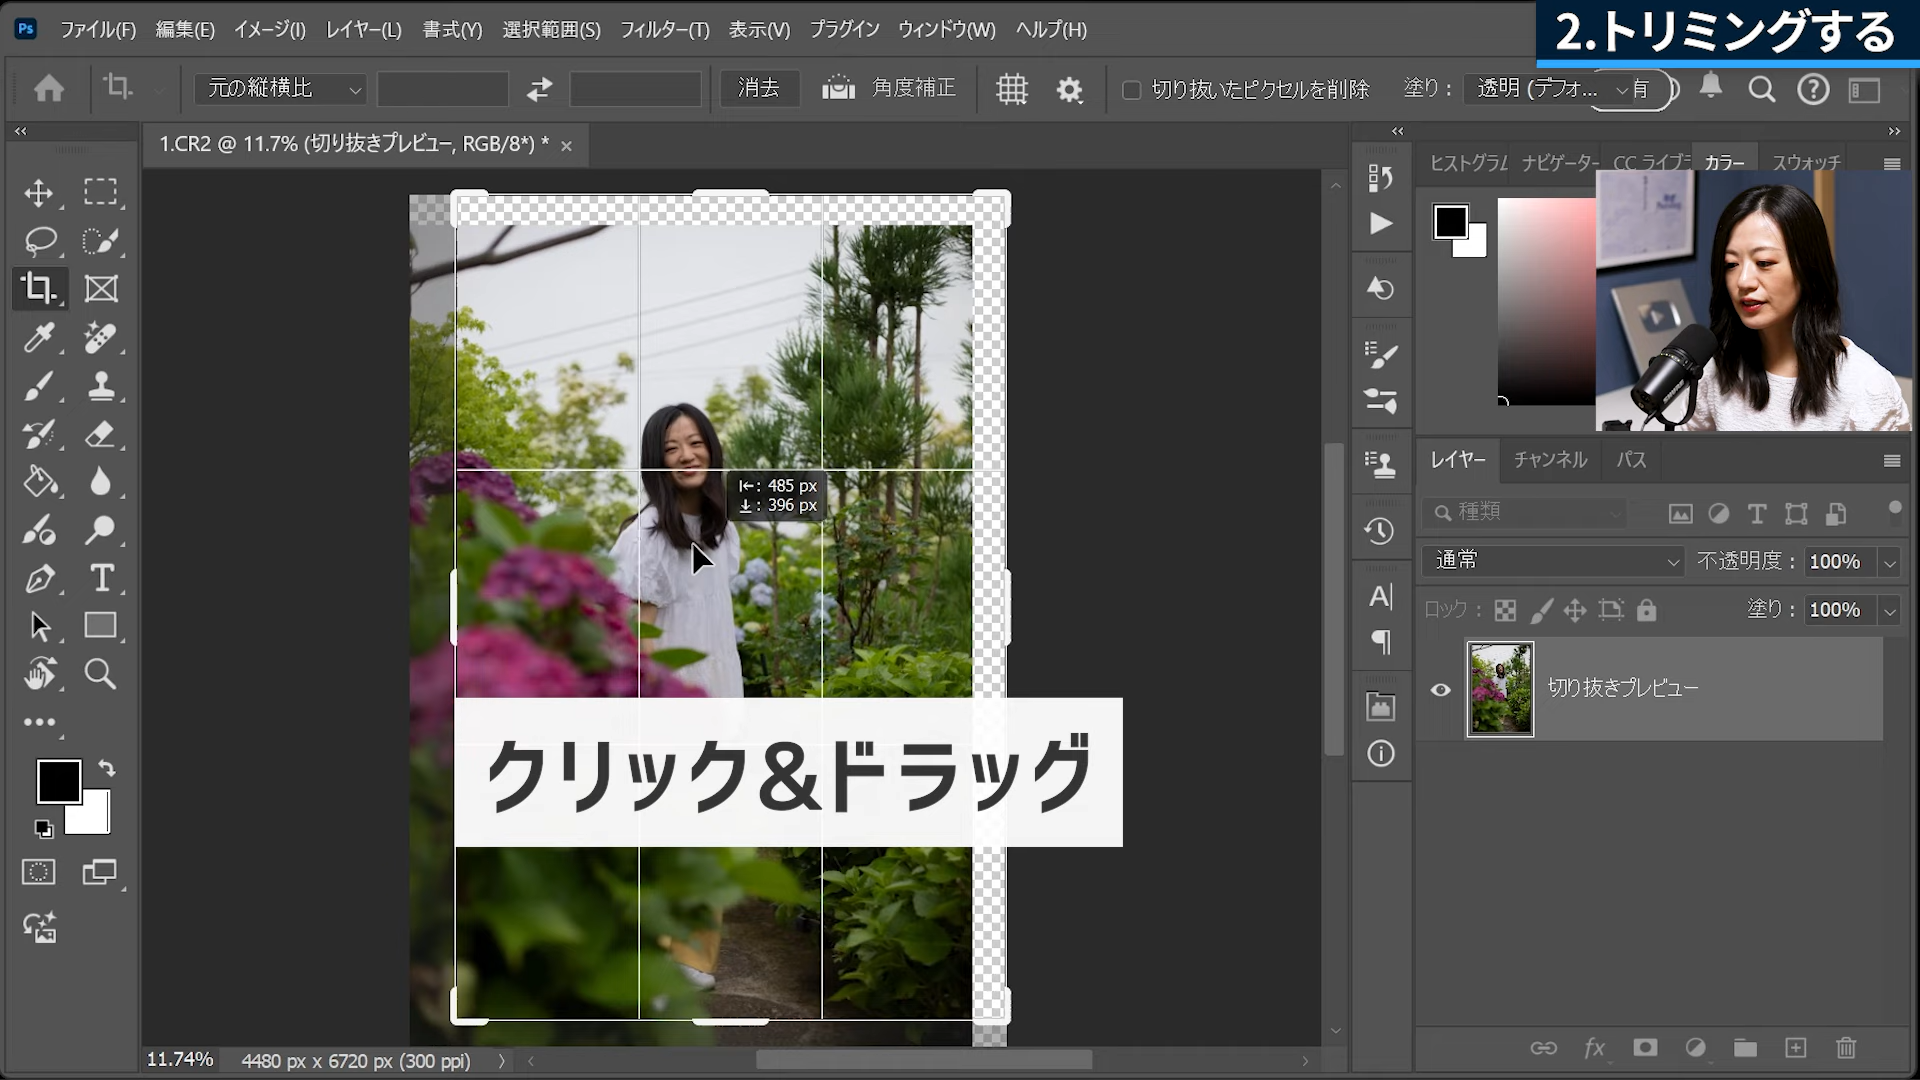 Ps ファイル(F) 編集(E) イメージ(I) レイヤー(L) 書式(Y) 選択範囲(S) フィルター(T) 表示(V) プラグイン ウィンドウ(W) ヘルプ(H)
2.トリミングする
元の縦横比 消去 角度補正 切り抜いたピクセルを削除 塗り： 透明 (デフォ... 有
1.CR2 @ 11.7% (切り抜きプレビュー, RGB/8*) *
ヒストグラム ナビゲーター CC ライブラ カラー スウォッチ
485 px
396 px
クリック&ドラッグ
レイヤー チャンネル パス
種類
通常 不透明度： 100%
ロック： 塗り： 100%
切り抜きプレビュー
fx
11.74% 4480 px x 6720 px (300 ppi)